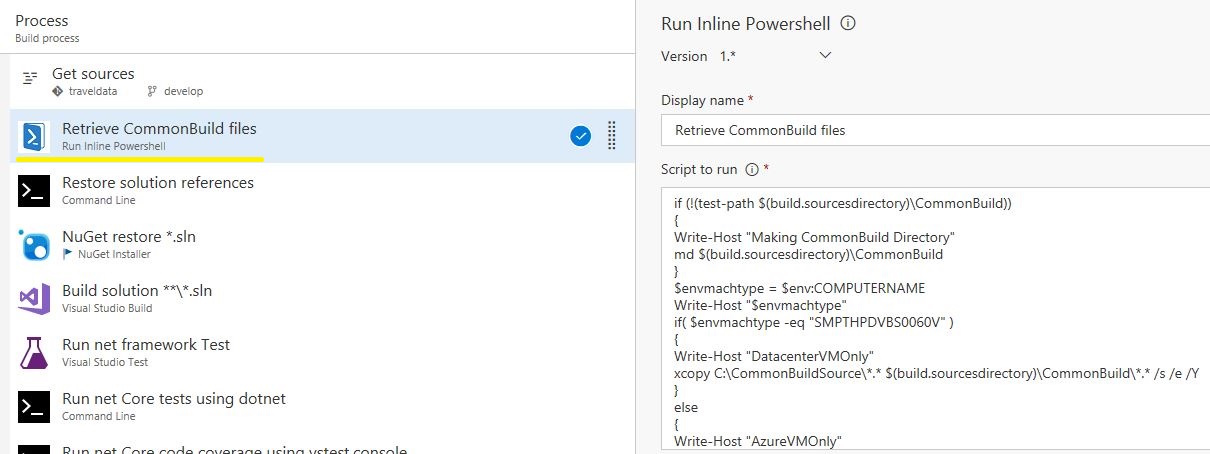 Process
Build process
Get sources
traveldata develop
Retrieve CommonBuild files
Run Inline Powershell
Restore solution references
Command Line
NuGet restore *.sln
NuGet Installer
Build solution **\*.sln
Visual Studio Build
Run net framework Test
Visual Studio Test
Run net Core tests using dotnet
Command Line
Run net Core code coverage using vstest.console
Run Inline Powershell
Version 1.*
Display name *
Retrieve CommonBuild files
Script to run *
if (!(test-path $(build.sourcesdirectory)\CommonBuild))
{
Write-Host "Making CommonBuild Directory"
md $(build.sourcesdirectory)\CommonBuild
}
$envmachtype = $env:COMPUTERNAME
Write-Host "$envmachtype"
if( $envmachtype -eq "SMPTHPDVBS0060V" )
{
Write-Host "DatacenterVMOnly"
xcopy C:\CommonBuildSource\*.* $(build.sourcesdirectory)\CommonBuild\*.* /s /e /Y
}
else
{
Write-Host "AzureVMOnly"